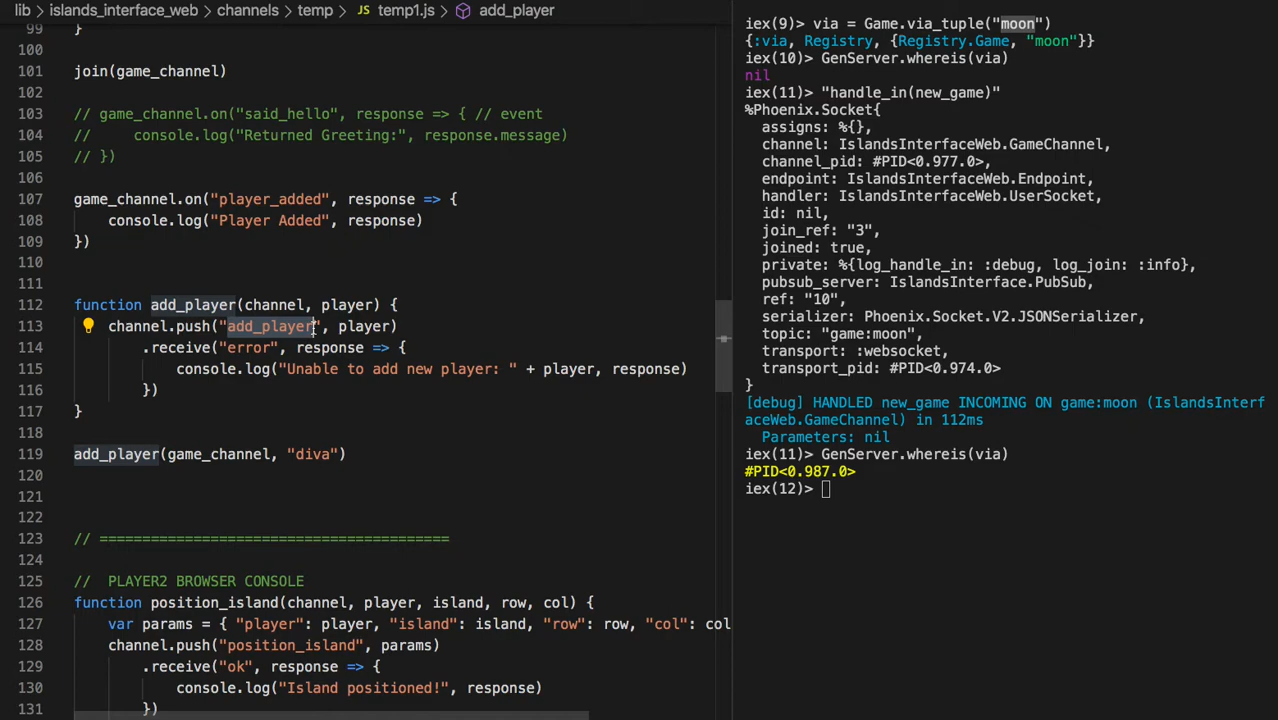 lib > islands_interface_web > channels > temp > JS temp1.js > add_player
99 }
100
101 join(game_channel)
102
103 // game_channel.on("said_hello", response => { // event
104 //     console.log("Returned Greeting:", response.message)
105 // })
106
107 game_channel.on("player_added", response => {
108     console.log("Player Added", response)
109 })
110
111
112 function add_player(channel, player) {
113     channel.push("add_player", player)
114         .receive("error", response => {
115             console.log("Unable to add new player: " + player, response)
116         })
117 }
118
119 add_player(game_channel, "diva")
120
121
122
123 // =========================================
124
125 //  PLAYER2 BROWSER CONSOLE
126 function position_island(channel, player, island, row, col) {
127     var params = { "player": player, "island": island, "row": row, "col": col
128     channel.push("position_island", params)
129         .receive("ok", response => {
130             console.log("Island positioned!", response)
131         })
iex(9)> via = Game.via_tuple("moon")
{:via, Registry, {Registry.Game, "moon"}}
iex(10)> GenServer.whereis(via)
nil
iex(11)> "handle_in(new_game)"
%Phoenix.Socket{
  assigns: %{},
  channel: IslandsInterfaceWeb.GameChannel,
  channel_pid: #PID<0.977.0>,
  endpoint: IslandsInterfaceWeb.Endpoint,
  handler: IslandsInterfaceWeb.UserSocket,
  id: nil,
  join_ref: "3",
  joined: true,
  private: %{log_handle_in: :debug, log_join: :info},
  pubsub_server: IslandsInterface.PubSub,
  ref: "10",
  serializer: Phoenix.Socket.V2.JSONSerializer,
  topic: "game:moon",
  transport: :websocket,
  transport_pid: #PID<0.974.0>
}
[debug] HANDLED new_game INCOMING ON game:moon (IslandsInterf
aceWeb.GameChannel) in 112ms
  Parameters: nil
iex(11)> GenServer.whereis(via)
#PID<0.987.0>
iex(12)>